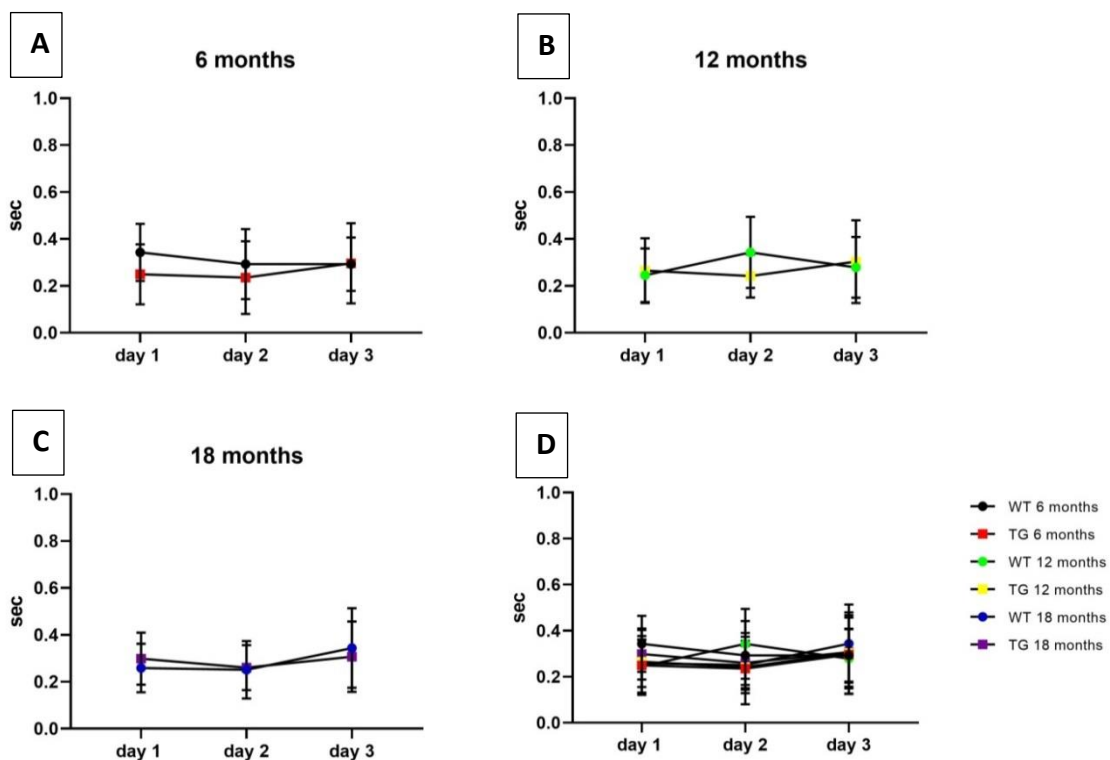 A
6 months
1.0
0.8
0.6
0.4
0.2
0.0
sec
day 1 day 2 day 3
B
12 months
1.0
0.8
0.6
0.4
0.2
0.0
sec
day 1 day 2 day 3
C
18 months
1.0
0.8
0.6
0.4
0.2
0.0
sec
day 1 day 2 day 3
D
1.0
0.8
0.6
0.4
0.2
0.0
sec
day 1 day 2 day 3
WT 6 months
TG 6 months
WT 12 months
TG 12 months
WT 18 months
TG 18 months